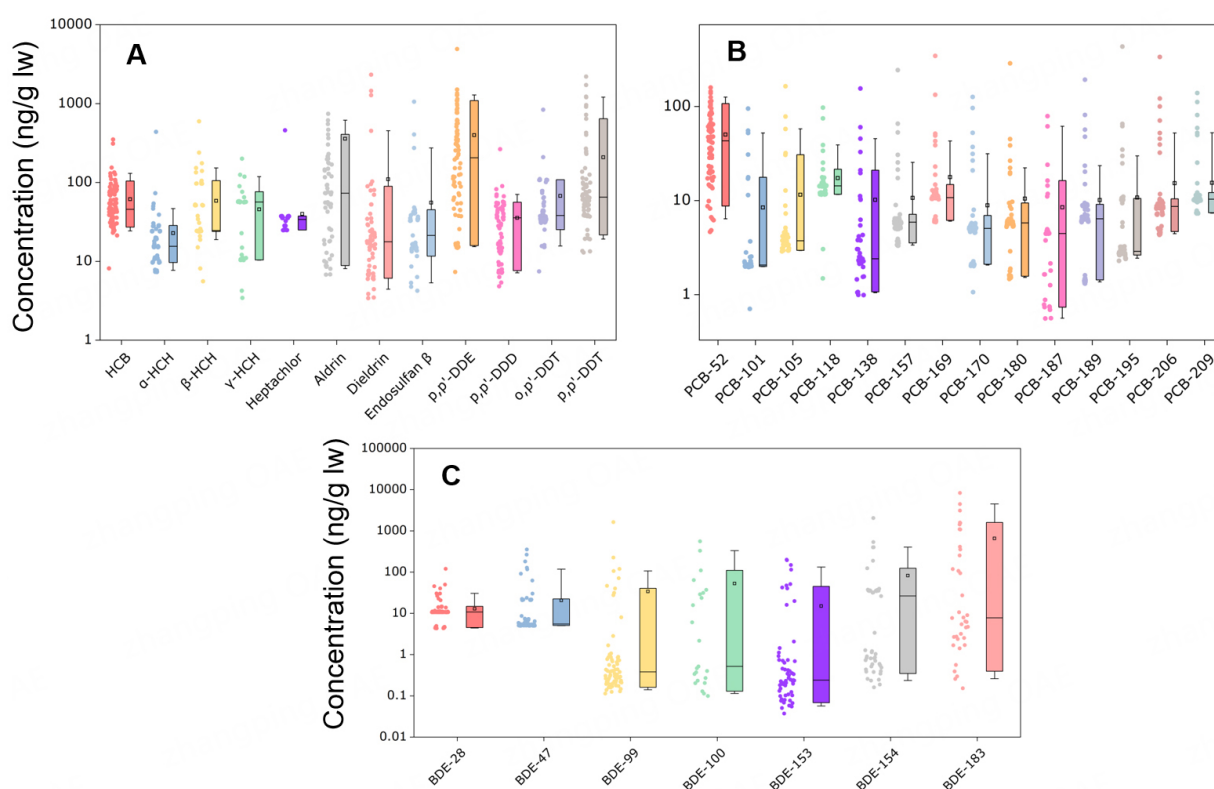 A
Concentration (ng/g lw)
10000
1000
100
10
1
HCB
α-HCH
β-HCH
γ-HCH
Heptachlor
Aldrin
Dieldrin
Endosulfan β
p,p'-DDE
p,p'-DDD
o,p'-DDT
p,p'-DDT
B
100
10
1
PCB-52
PCB-101
PCB-105
PCB-118
PCB-138
PCB-157
PCB-169
PCB-170
PCB-180
PCB-187
PCB-189
PCB-195
PCB-206
PCB-209
C
Concentration (ng/g lw)
100000
10000
1000
100
10
1
0.1
0.01
BDE-28
BDE-47
BDE-99
BDE-100
BDE-153
BDE-154
BDE-183